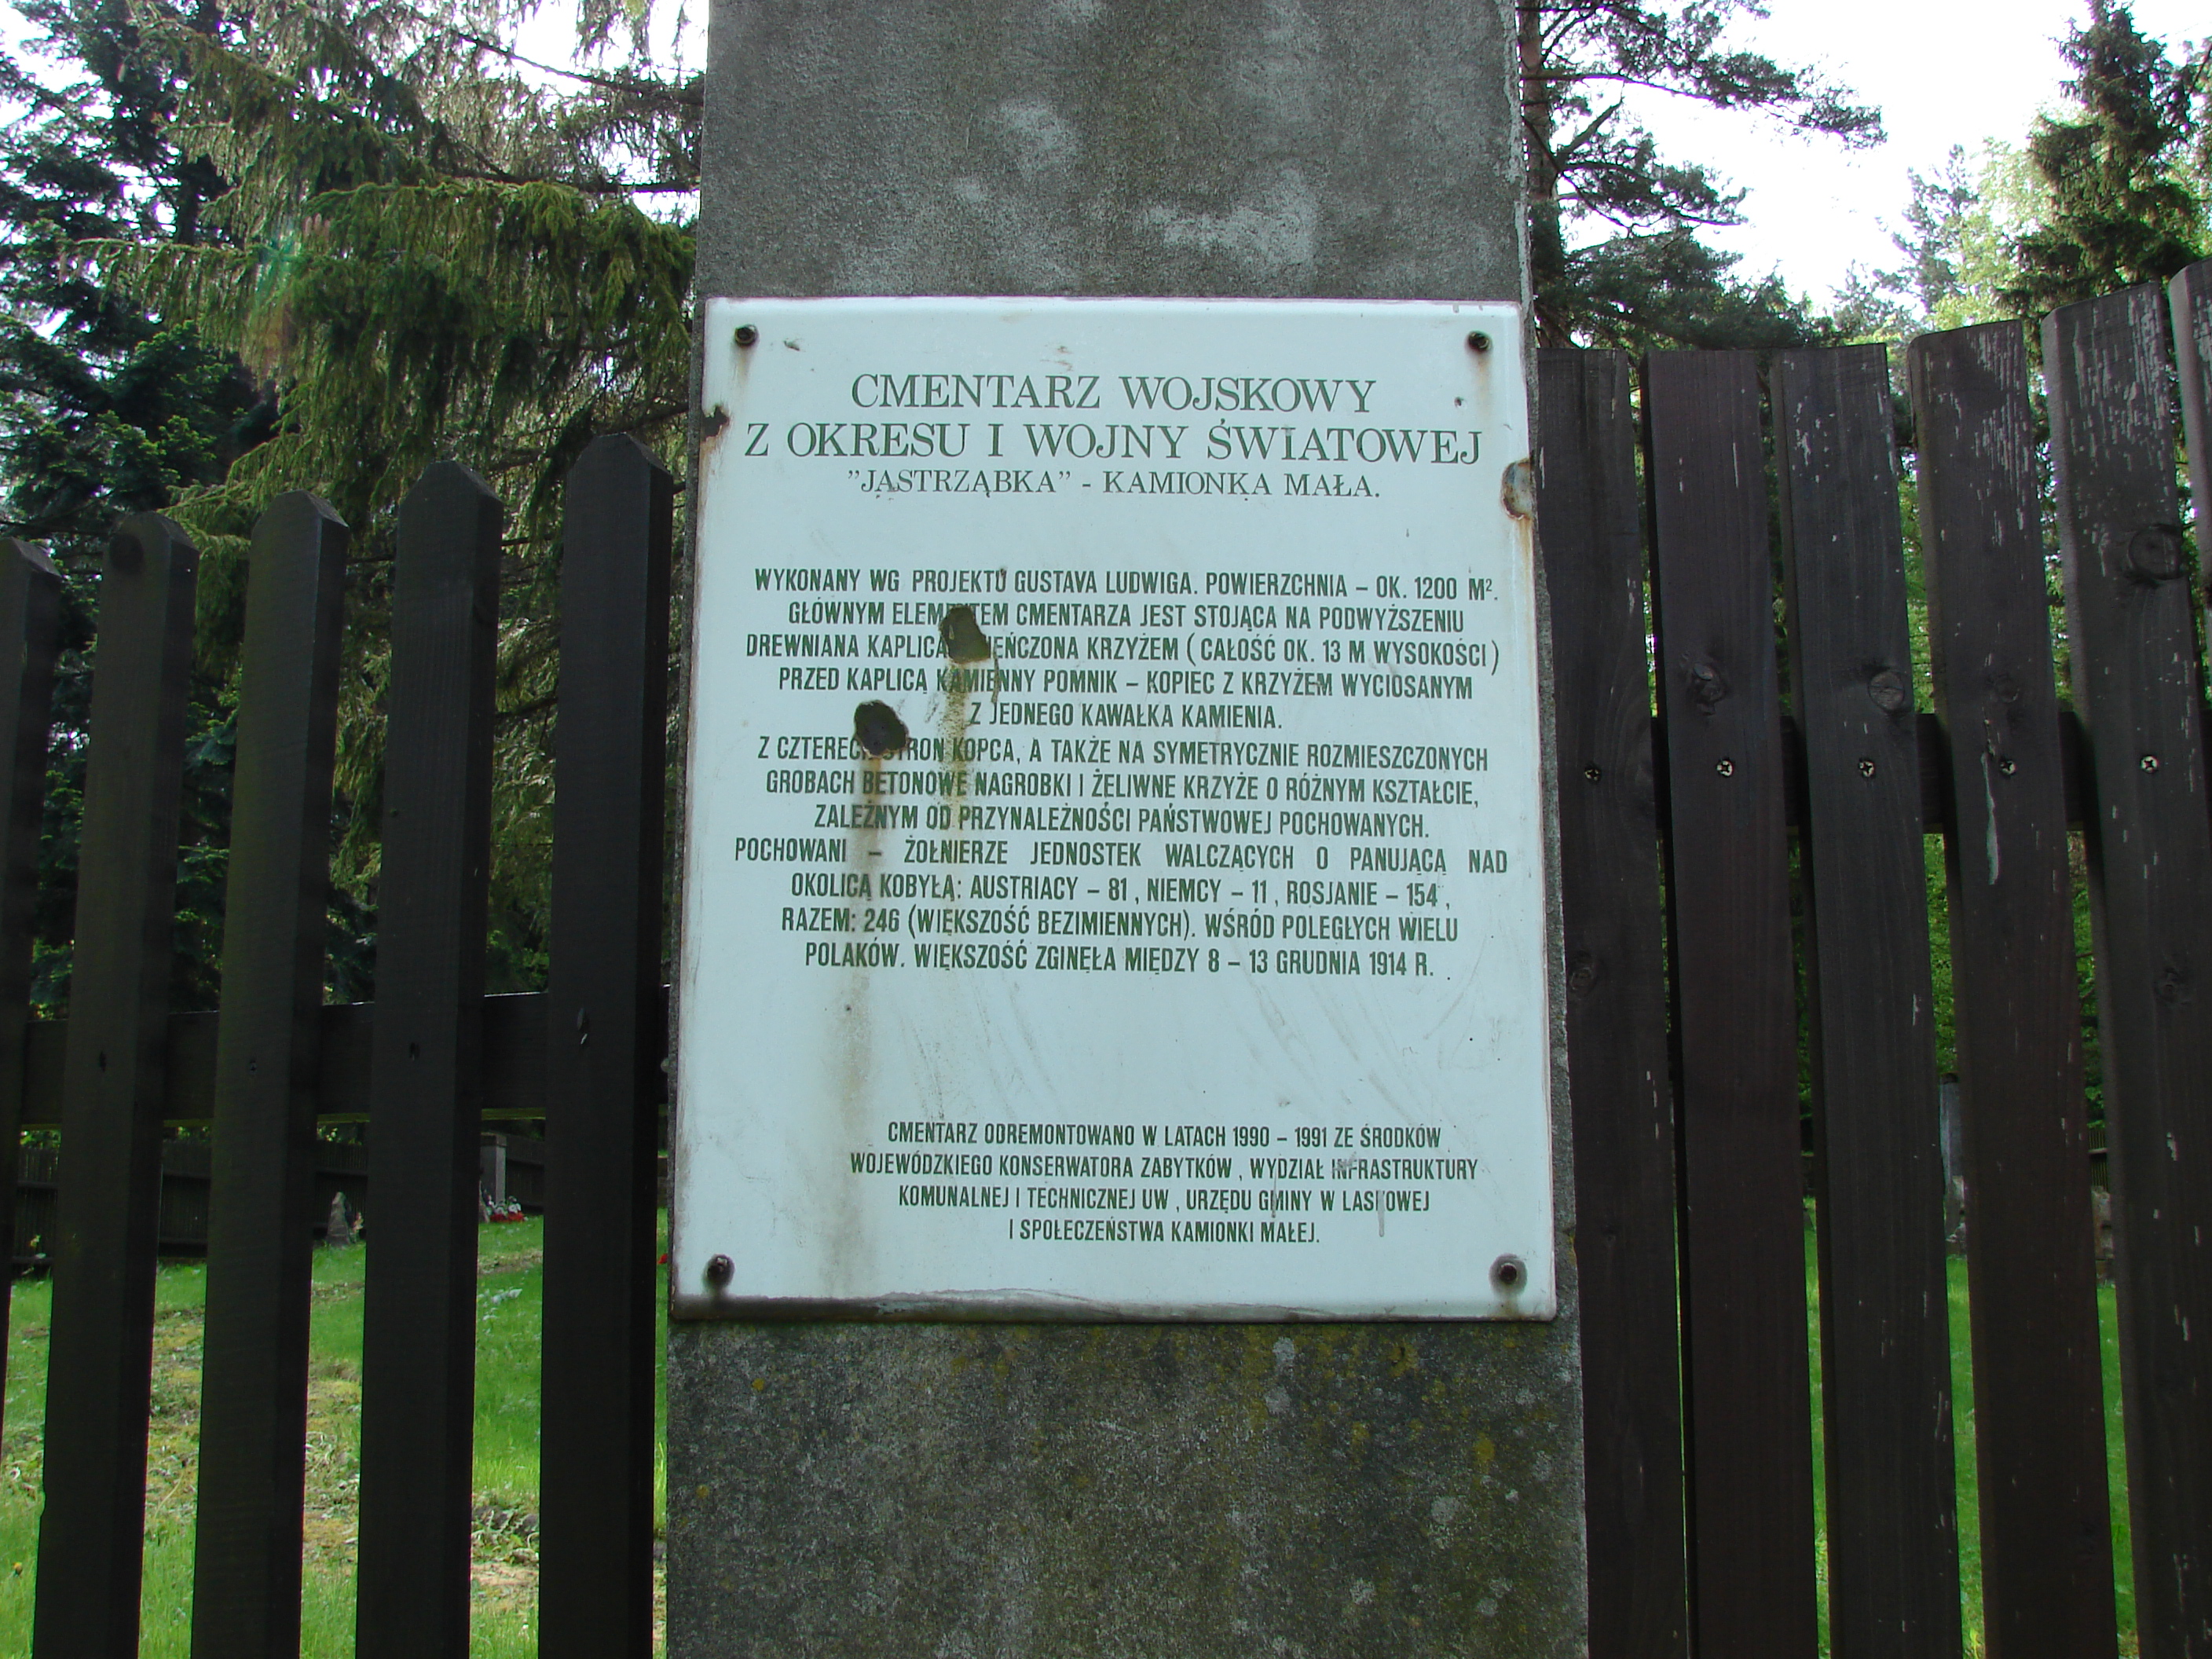 CMENTARZ WOJSKOWY
Z OKRESU I WOJNY ŚWIATOWEJ
"JASTRZĄBKA" - KAMIONKA MAŁA.
WYKONANY WG PROJEKTU GUSTAVA LUDWIGA. POWIERZCHNIA – OK. 1200 M².
GŁÓWNYM ELEMENTEM CMENTARZA JEST STOJĄCA NA PODWYŻSZENIU
DREWNIANA KAPLICA KRZYŻEM (CAŁOŚĆ OK. 13 M WYSOKOŚCI)
PRZED KAPLICĄ KAMIENNY POMNIK – KOPIEC Z KRZYŻEM WYCIOSANYM
Z JEDNEGO KAWAŁKA KAMIENIA.
Z CZTERECH STRON KOPCA, A TAKŻE NA SYMETRYCZNIE ROZMIESZCZONYCH
GROBACH BETONOWE NAGROBKI I ŻELIWNE KRZYŻE O RÓŻNYM KSZTAŁCIE,
ZALEŻNYM OD PRZYNALEŻNOŚCI PAŃSTWOWEJ POCHOWANYCH.
POCHOWANI – ŻOŁNIERZE JEDNOSTEK WALCZĄCYCH O PANUJĄCĄ NAD
OKOLICĄ KOBYŁĄ: AUSTRIACY – 81, NIEMCY – 11, ROSJANIE – 154,
RAZEM: 246 (WIĘKSZOŚĆ BEZIMIENNYCH). WŚRÓD POLEGŁYCH WIELU
POLAKÓW. WIĘKSZOŚĆ ZGINĘŁA MIĘDZY 8 – 13 GRUDNIA 1914 R.
CMENTARZ ODREMONTOWANO W LATACH 1990 – 1991 ZE ŚRODKÓW
WOJEWÓDZKIEGO KONSERWATORA ZABYTKÓW, WYDZIAŁ INFRASTRUKTURY
KOMUNALNEJ I TECHNICZNEJ UW, URZĘDU GMINY W LASKOWEJ
I SPOŁECZEŃSTWA KAMIONKI MAŁEJ.